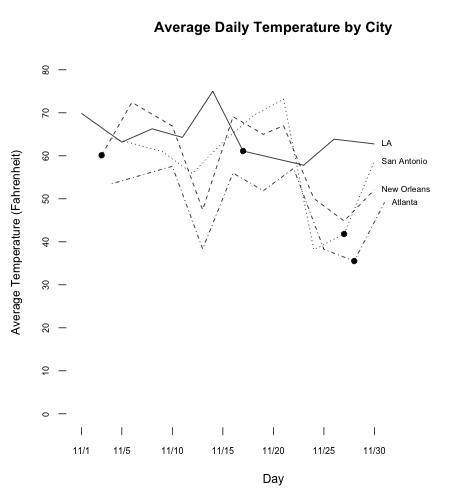 Average Daily Temperature by City
Average Temperature (Fahrenheit)
80
70
60
50
40
30
20
10
0
LA
San Antonio
New Orleans
Atlanta
11/1 11/5 11/10 11/15 11/20 11/25 11/30
Day